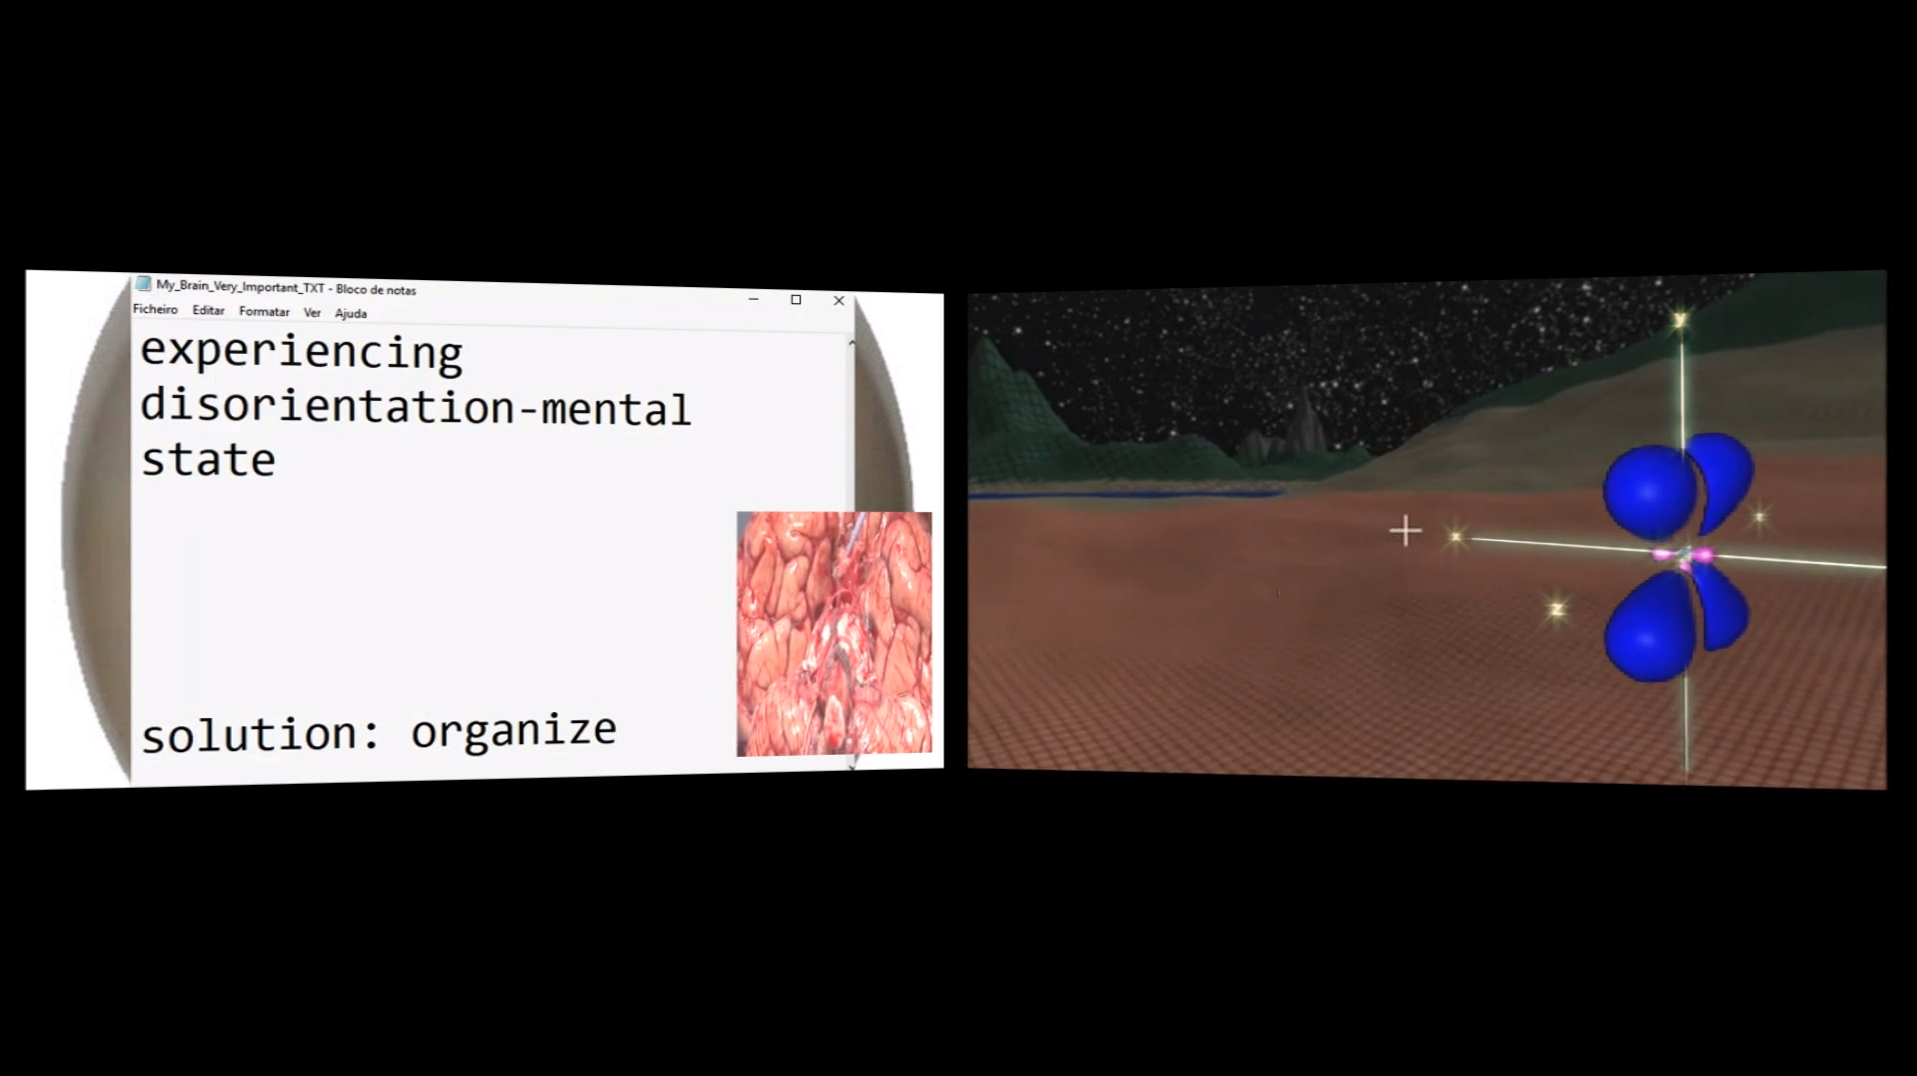 My_Brain_Very_Important_TXT - Bloco de notas
Ficheiro Editar Formatar Ver Ajuda
experiencing
disorientation-mental
state
solution: organize
Y
x
z